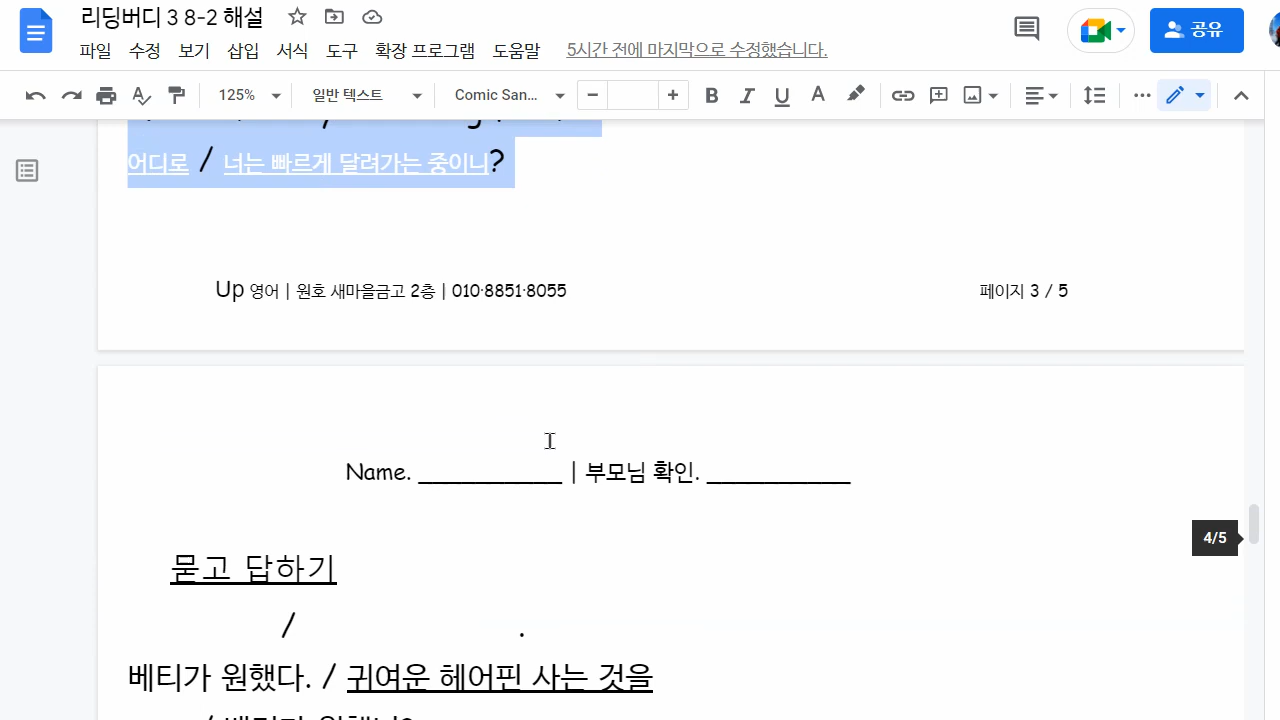 리딩버디 3 8-2 해설
파일 수정 보기 삽입 서식 도구 확장 프로그램 도움말 5시간 전에 마지막으로 수정했습니다.
공유
125% 일반 텍스트 Comic San... − + B I U A
어디로 / 너는 빠르게 달려가는 중이니?
Up 영어 | 원호 새마을금고 2층 | 010·8851·8055 페이지 3 / 5
Name. __________ | 부모님 확인. __________
4/5
묻고 답하기
/ .
베티가 원했다. / 귀여운 헤어핀 사는 것을